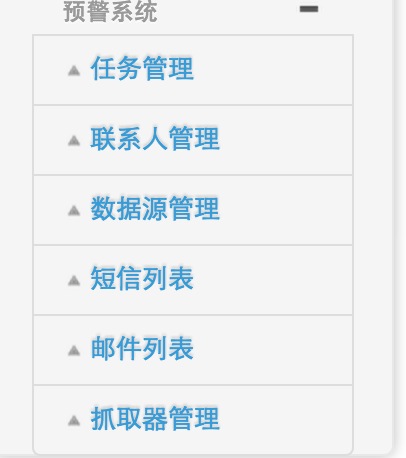 预警系统
任务管理
联系人管理
数据源管理
短信列表
邮件列表
抓取器管理